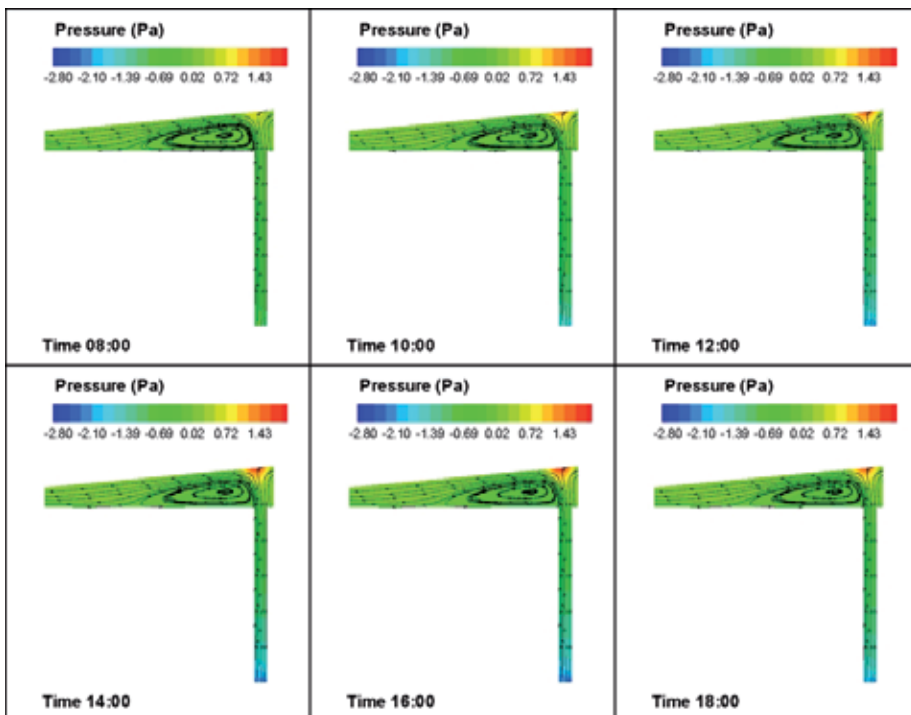 Pressure (Pa)
-2.80 -2.10 -1.39 -0.69 0.02 0.72 1.43
Time 08:00
Pressure (Pa)
-2.80 -2.10 -1.39 -0.69 0.02 0.72 1.43
Time 10:00
Pressure (Pa)
-2.80 -2.10 -1.39 -0.69 0.02 0.72 1.43
Time 12:00
Pressure (Pa)
-2.80 -2.10 -1.39 -0.69 0.02 0.72 1.43
Time 14:00
Pressure (Pa)
-2.80 -2.10 -1.39 -0.69 0.02 0.72 1.43
Time 16:00
Pressure (Pa)
-2.80 -2.10 -1.39 -0.69 0.02 0.72 1.43
Time 18:00